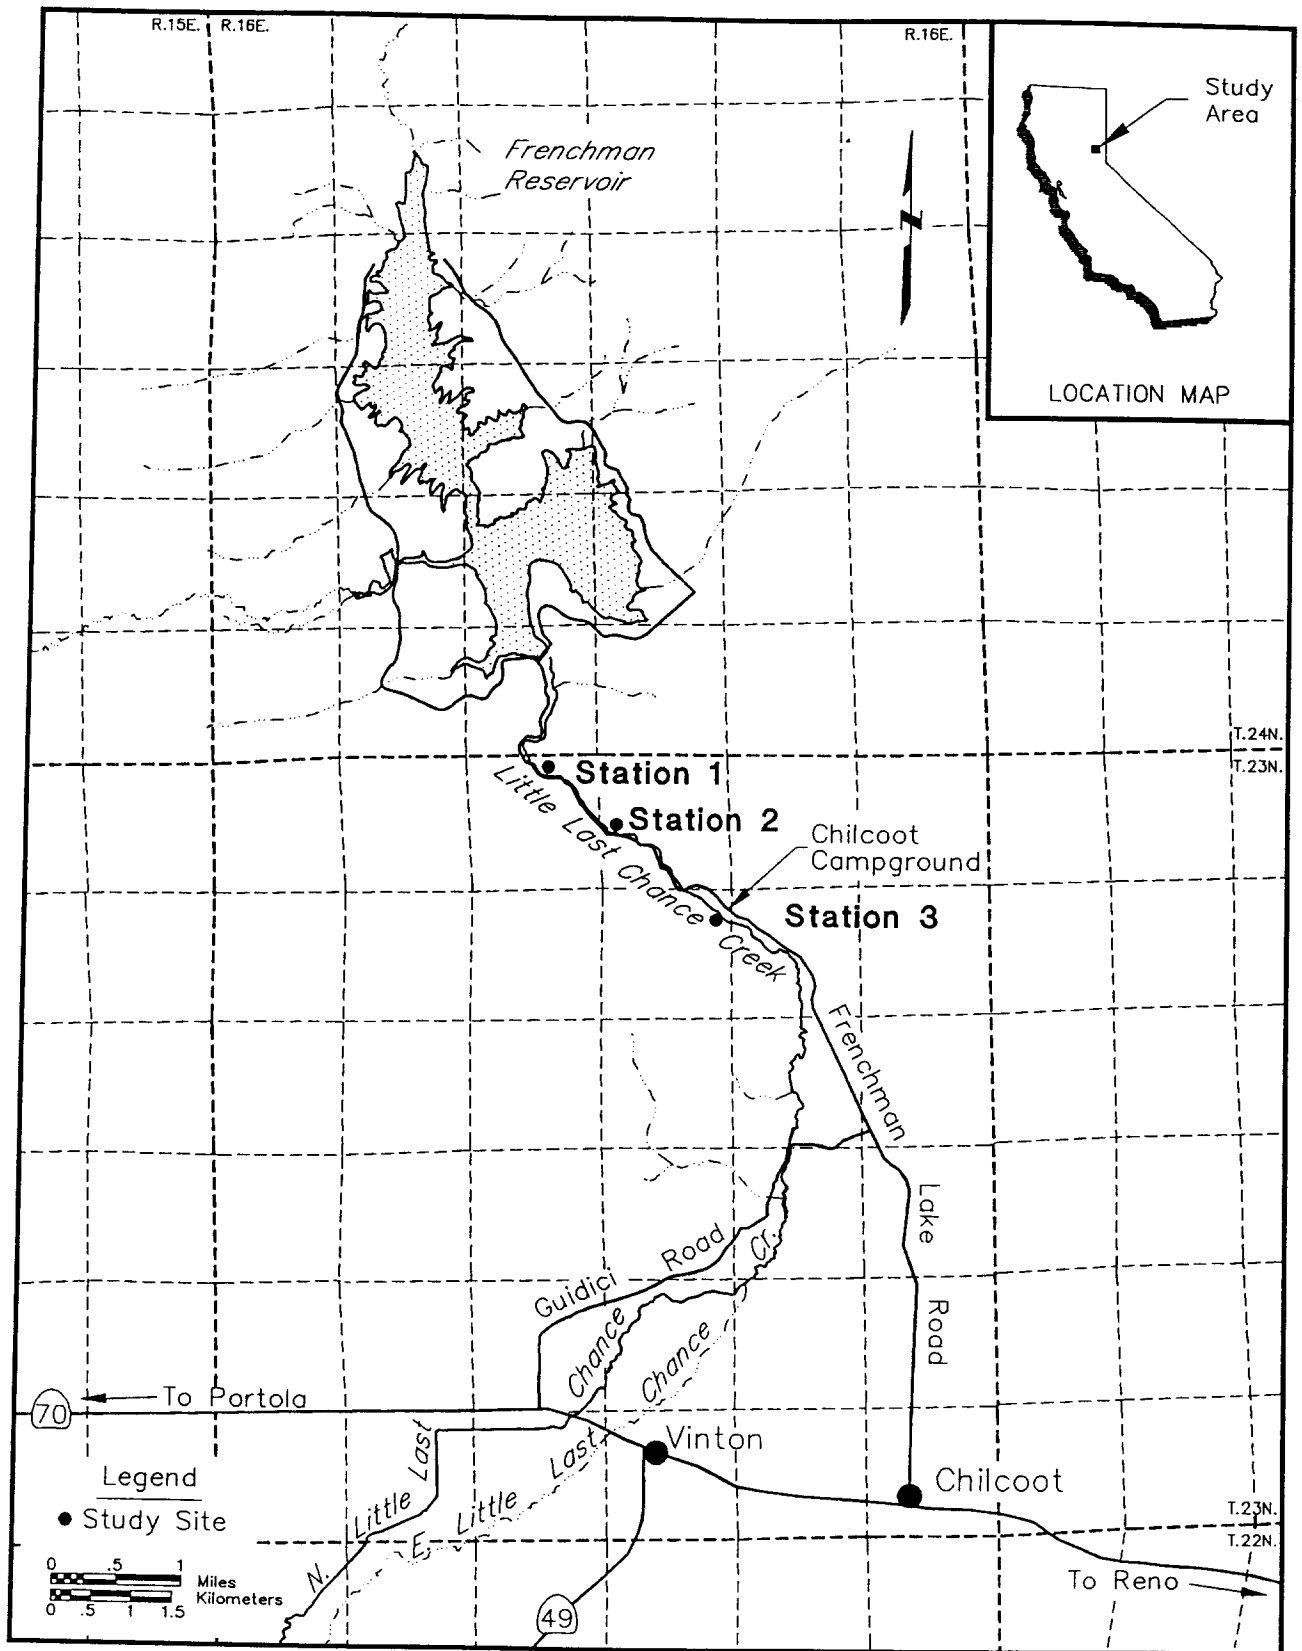 R.15E. R.16E.
R.16E.
Study
Area
LOCATION MAP
Frenchman
Reservoir
N
T.24N.
T.23N.
Station 1
Station 2
Little Last Chance Creek
Chilcoot
Campground
Station 3
Frenchman Lake Road
Guidici Road
N. Little Last Chance Cr.
E. Little Last Chance
70
To Portola
Vinton
Chilcoot
Legend
Study Site
T.23N.
T.22N.
0 .5 1
Miles
Kilometers
0 .5 1 1.5
49
To Reno